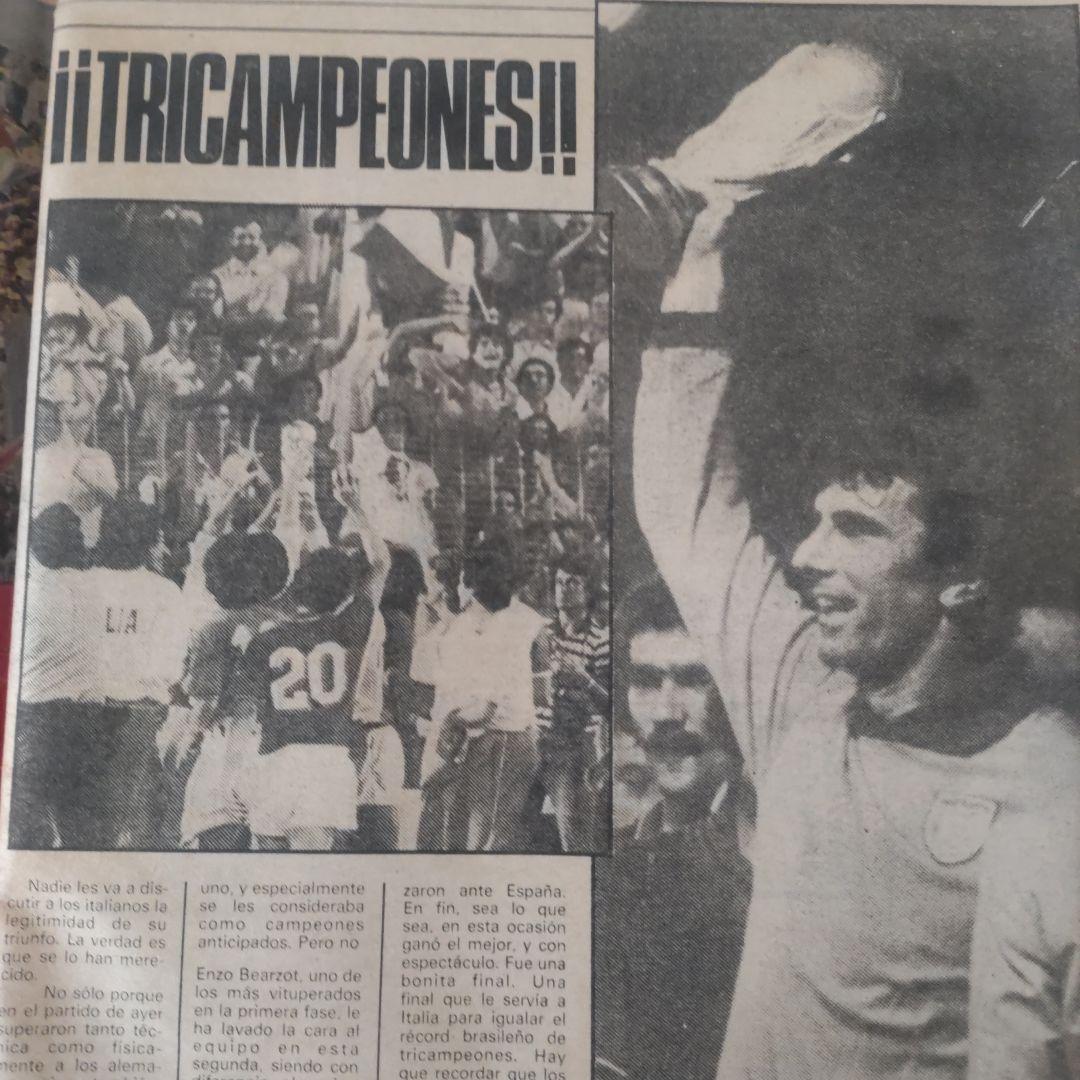 ¡¡TRICAMPEONES!!
LIA
20
Nadie les va a dis-
cutir a los italianos la
legitimidad de su
triunfo. La verdad es
que se lo han mere-
cido.
No sólo porque
en el partido de ayer
superaron tanto téc-
nica como física-
mente a los alema-
uno, y especialmente
se les consideraba
como campeones
anticipados. Pero no
Enzo Bearzot, uno de
los más vituperados
en la primera fase, le
ha lavado la cara al
equipo en esta
segunda, siendo con
zaron ante España.
En fin, sea lo que
sea, en esta ocasión
ganó el mejor, y con
espectáculo. Fue una
bonita final. Una
final que le servía a
Italia para igualar el
récord brasileño de
tricampeones. Hay
que recordar que los